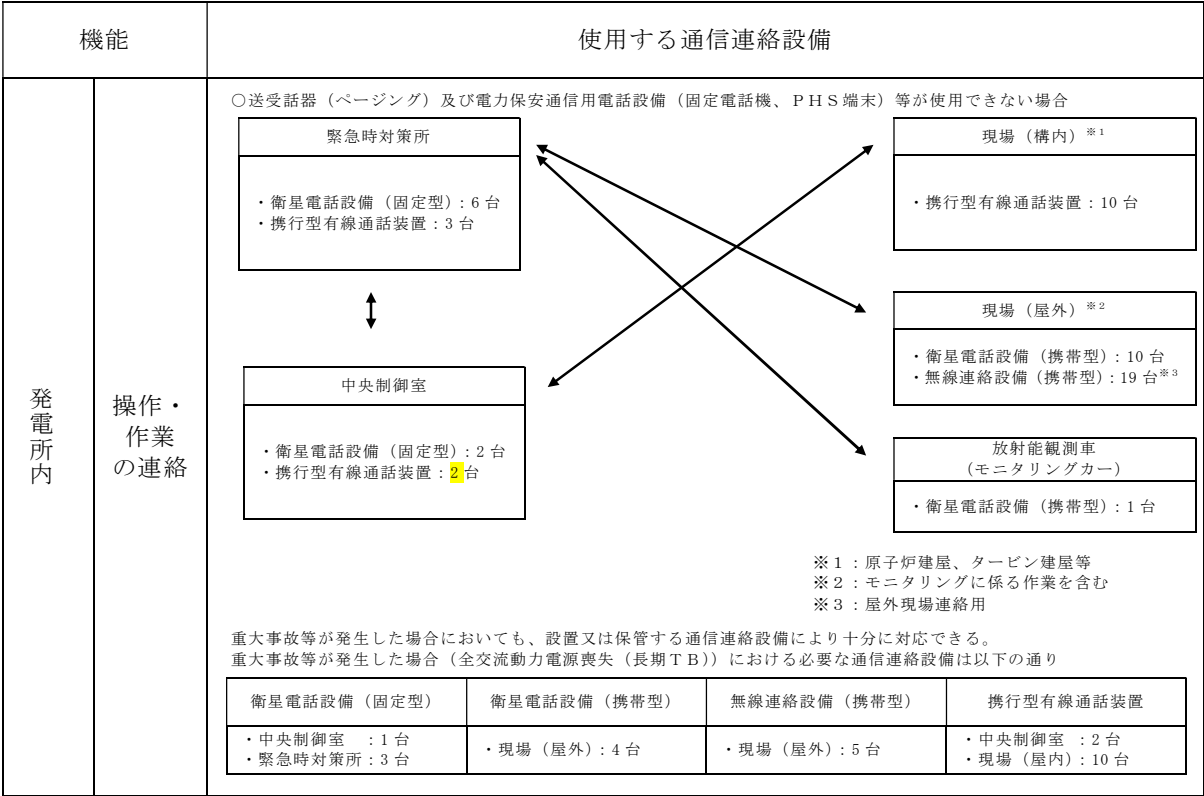 機能
使用する通信連絡設備
発電所内
操作・
作業
の連絡
○送受話器（ページング）及び電力保安通信用電話設備（固定電話機、ＰＨＳ端末）等が使用できない場合
緊急時対策所
・衛星電話設備（固定型）：6 台
・携行型有線通話装置：3 台
中央制御室
・衛星電話設備（固定型）：2 台
・携行型有線通話装置：2 台
現場（構内）※1
・携行型有線通話装置：10 台
現場（屋外）※2
・衛星電話設備（携帯型）：10 台
・無線連絡設備（携帯型）：19 台※3
放射能観測車
（モニタリングカー）
・衛星電話設備（携帯型）：1 台
※１：原子炉建屋、タービン建屋等
※２：モニタリングに係る作業を含む
※３：屋外現場連絡用
重大事故等が発生した場合においても、設置又は保管する通信連絡設備により十分に対応できる。
重大事故等が発生した場合（全交流動力電源喪失（長期ＴＢ））における必要な通信連絡設備は以下の通り
衛星電話設備（固定型）
衛星電話設備（携帯型）
無線連絡設備（携帯型）
携行型有線通話装置
・中央制御室　：1 台
・緊急時対策所：3 台
・現場（屋外）：4 台
・現場（屋外）：5 台
・中央制御室　：2 台
・現場（屋内）：10 台